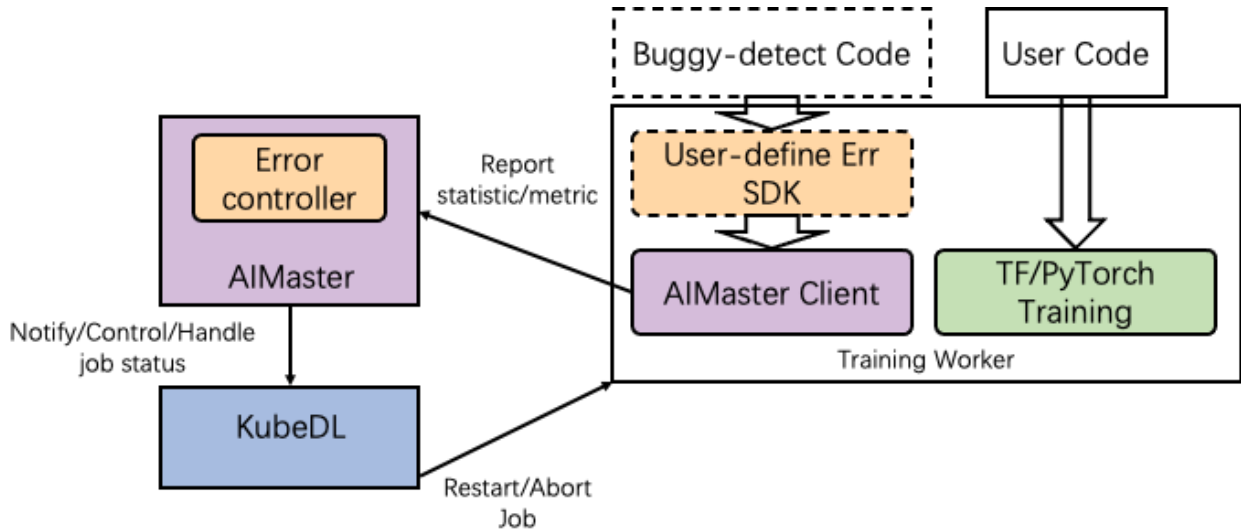 Buggy-detect Code
User Code
Error
controller
AIMaster
Report
statistic/metric
User-define Err
SDK
AIMaster Client
TF/PyTorch
Training
Training Worker
Notify/Control/Handle
job status
KubeDL
Restart/Abort
Job